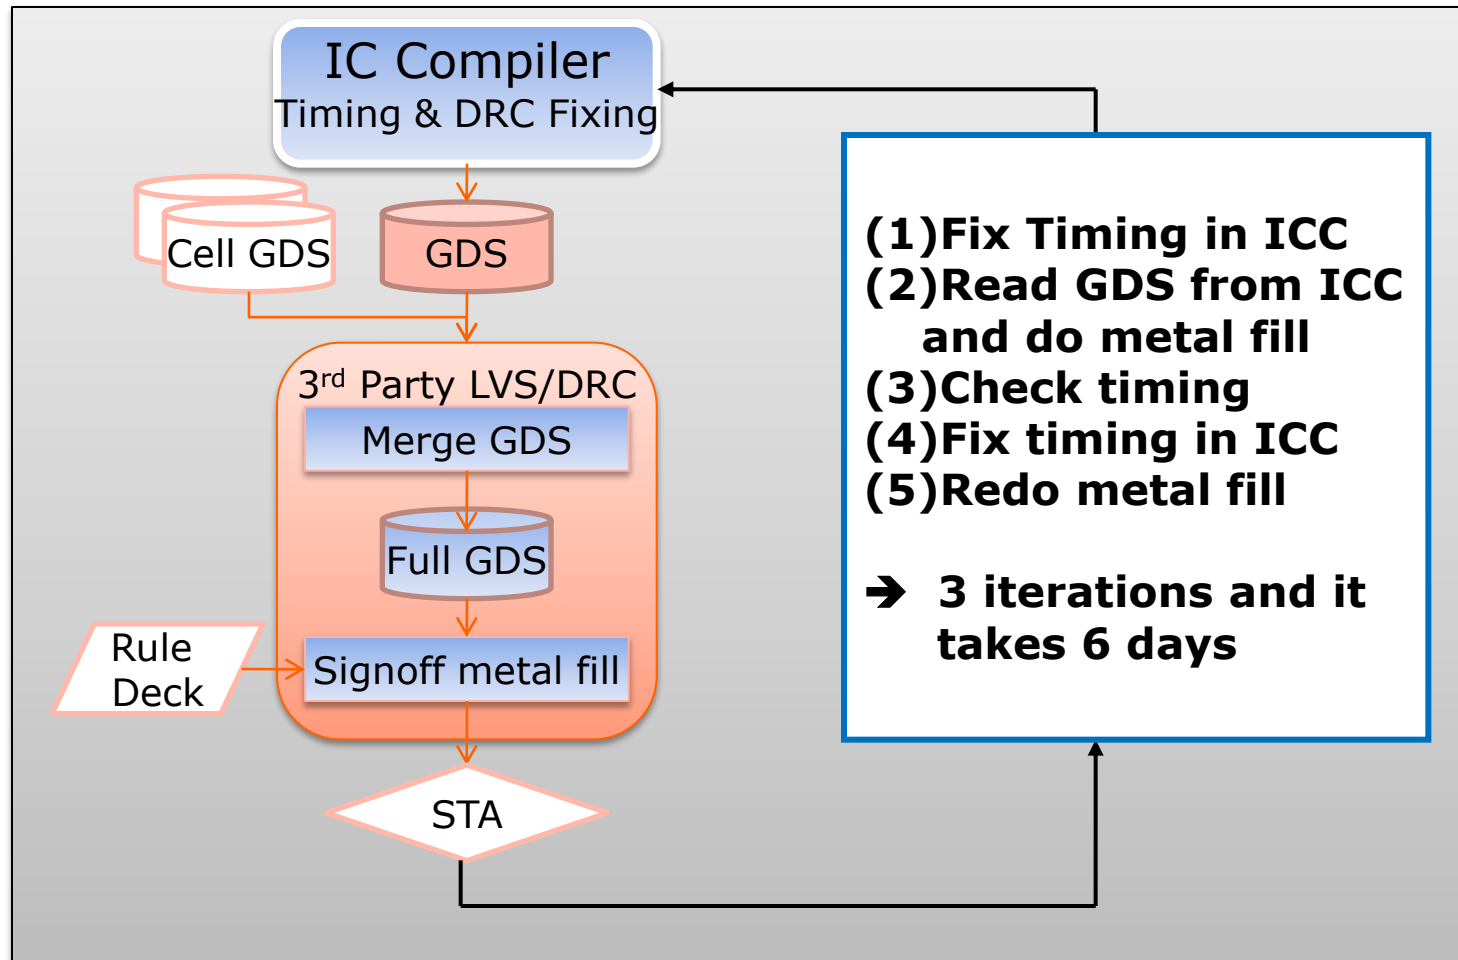 IC Compiler
Timing & DRC Fixing
Cell GDS
GDS
3rd Party LVS/DRC
Merge GDS
Full GDS
Rule
Deck
Signoff metal fill
STA
(1)Fix Timing in ICC
(2)Read GDS from ICC
and do metal fill
(3)Check timing
(4)Fix timing in ICC
(5)Redo metal fill
➔ 3 iterations and it
takes 6 days